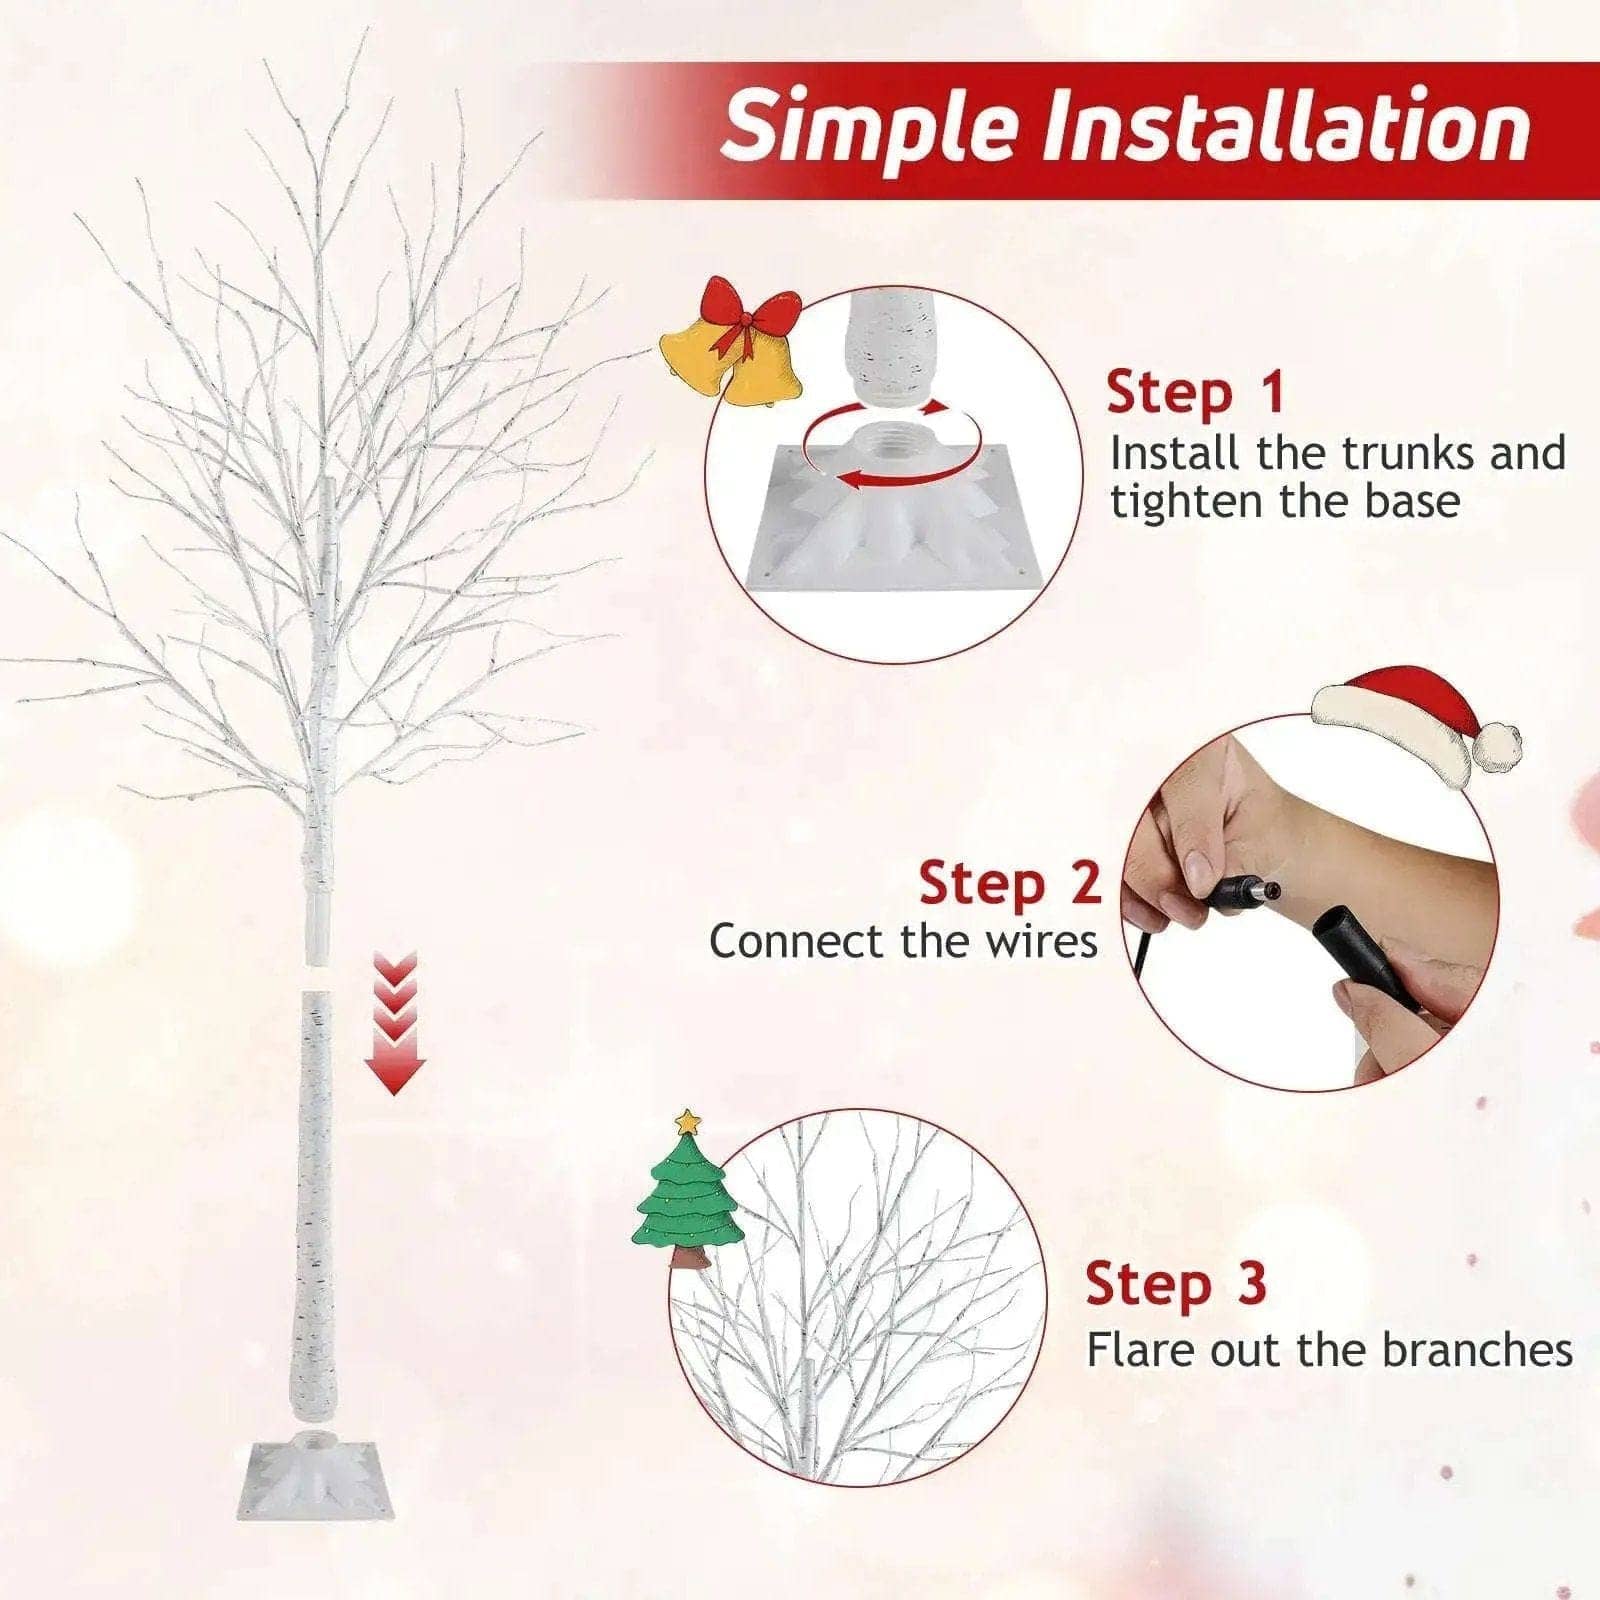 Simple Installation
Step 1
Install the trunks and
tighten the base
Step 2
Connect the wires
Step 3
Flare out the branches